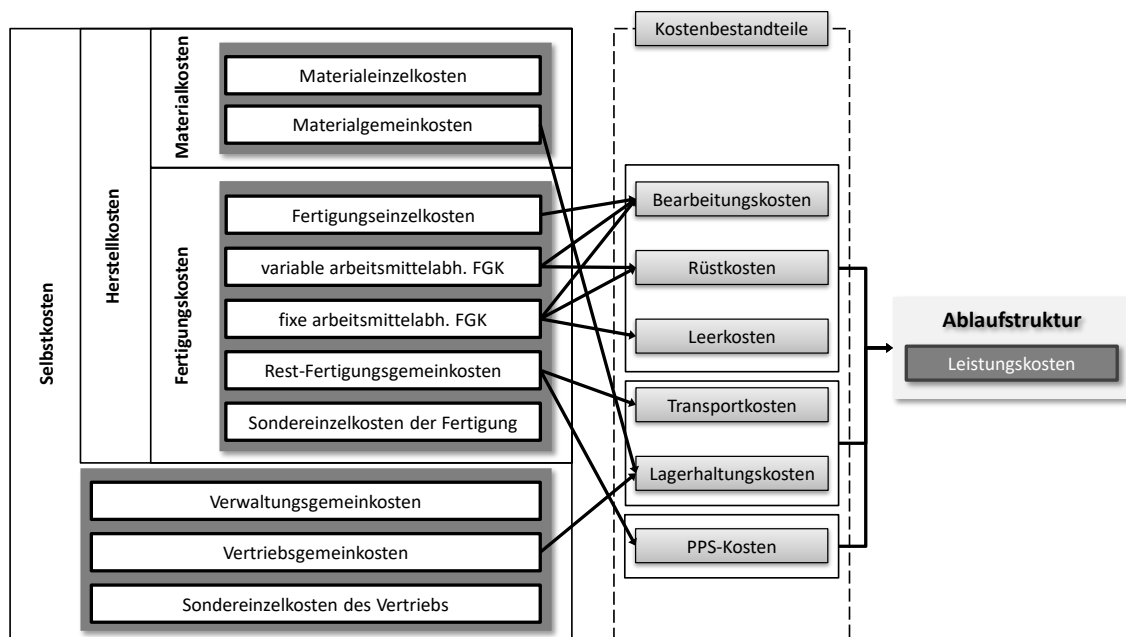 Selbstkosten
Herstellkosten
Materialkosten
Materialeinzelkosten
Materialgemeinkosten
Fertigungskosten
Fertigungseinzelkosten
variable arbeitsmittelabh. FGK
fixe arbeitsmittelabh. FGK
Rest-Fertigungsgemeinkosten
Sondereinzelkosten der Fertigung
Verwaltungsgemeinkosten
Vertriebsgemeinkosten
Sondereinzelkosten des Vertriebs
Kostenbestandteile
Bearbeitungskosten
Rüstkosten
Leerkosten
Transportkosten
Lagerhaltungskosten
PPS-Kosten
Ablaufstruktur
Leistungskosten